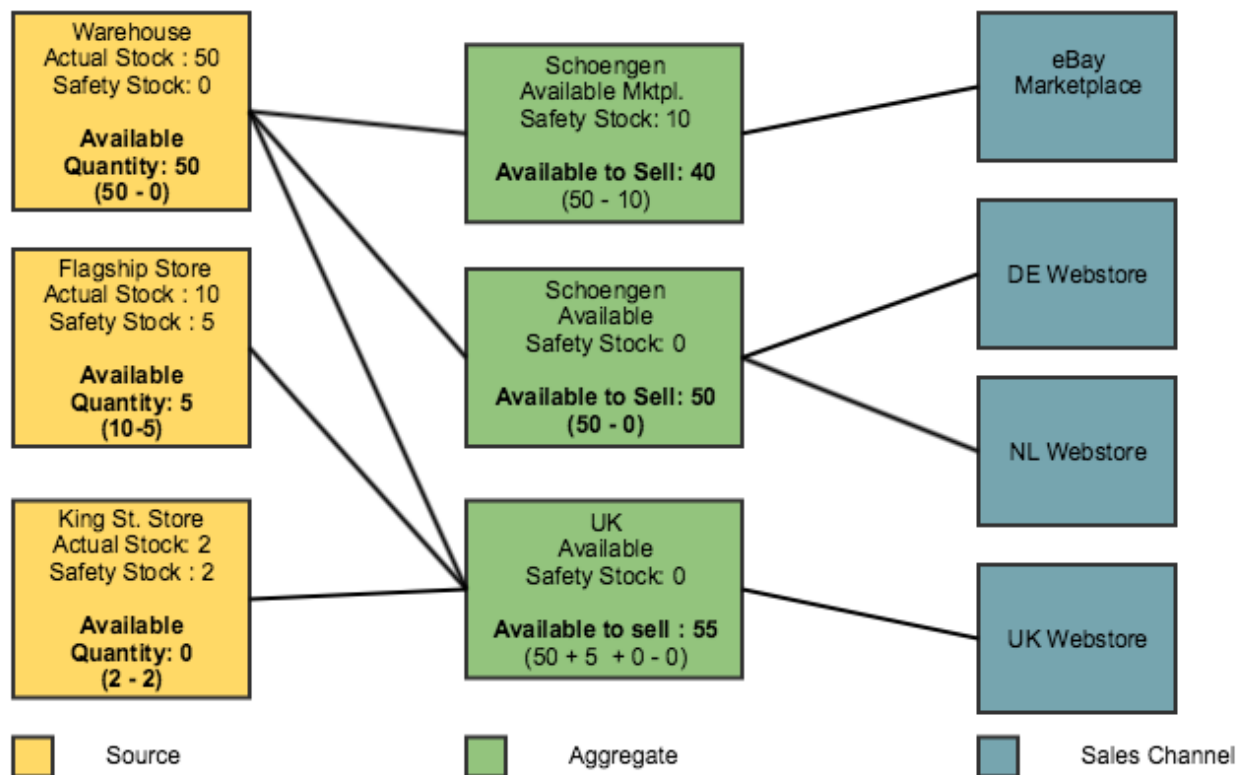 Warehouse
Actual Stock : 50
Safety Stock: 0
Available
Quantity: 50
(50 - 0)
Flagship Store
Actual Stock : 10
Safety Stock : 5
Available
Quantity: 5
(10-5)
King St. Store
Actual Stock: 2
Safety Stock : 2
Available
Quantity: 0
(2 - 2)
Schoengen
Available Mktpl.
Safety Stock: 10
Available to Sell: 40
(50 - 10)
Schoengen
Available
Safety Stock: 0
Available to Sell: 50
(50 - 0)
UK
Available
Safety Stock: 0
Available to sell : 55
(50 + 5 + 0 - 0)
eBay
Marketplace
DE Webstore
NL Webstore
UK Webstore
Source
Aggregate
Sales Channel